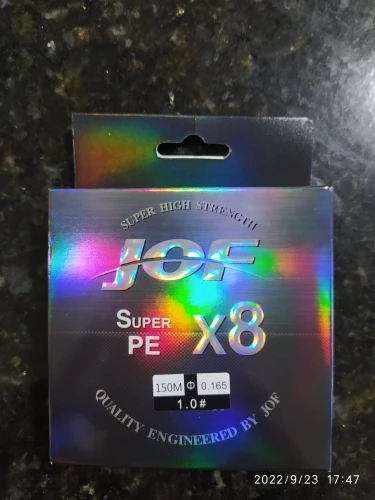 SUPER HIGH STRENGTH
JOF
SUPER PE X8
150M Φ 0.165
1.0#
QUALITY ENGINEERED BY JOF
2022/9/23 17:47